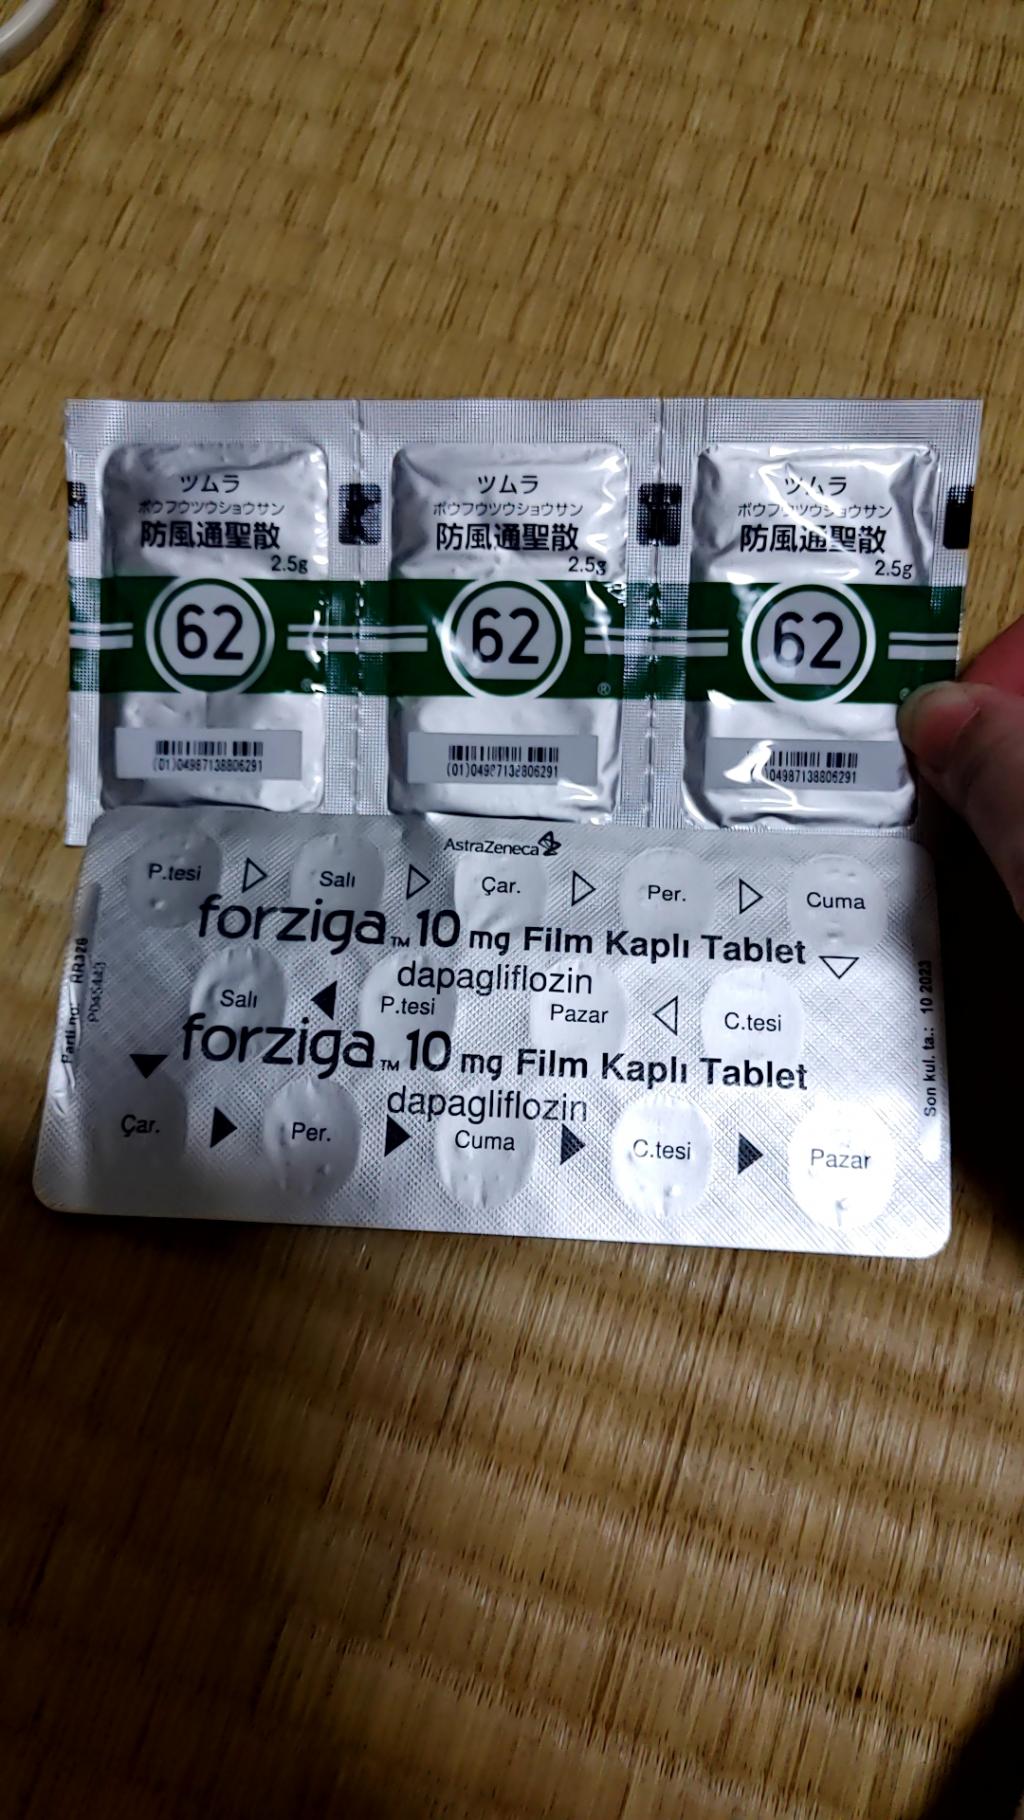 ツムラ
ボウフウツウショウサン
防風通聖散
2.5g
62
®
(01)04987138806291
ツムラ
ボウフウツウショウサン
防風通聖散
2.5g
62
®
(01)04987138806291
ツムラ
ボウフウツウショウサン
防風通聖散
2.5g
62
04987138806291
AstraZeneca
P.tesi Salı Çar. Per. Cuma
forziga™ 10 mg Film Kaplı Tablet
dapagliflozin
Salı P.tesi Pazar C.tesi
forziga™ 10 mg Film Kaplı Tablet
dapagliflozin
Çar. Per. Cuma C.tesi Pazar
Parti no: RR326
Son kul. ta.: 10 2023